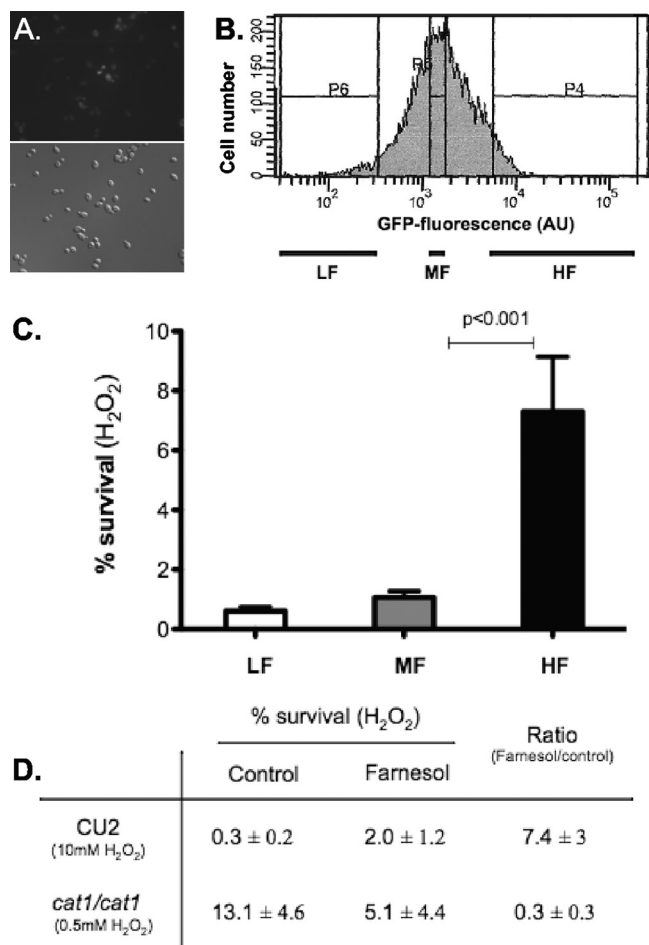 A.
B.
Cell number
200
150
100
50
0
P6
P4
10² 10³ 10⁴ 10⁵
GFP-fluorescence (AU)
LF MF HF
C.
p<0.001
% survival (H₂O₂)
10
8
6
4
2
0
LF MF HF
D.
% survival (H₂O₂) Ratio
(Farnesol/control)
Control Farnesol
CU2
(10mM H₂O₂)
0.3 ± 0.2 2.0 ± 1.2 7.4 ± 3
cat1/cat1
(0.5mM H₂O₂)
13.1 ± 4.6 5.1 ± 4.4 0.3 ± 0.3